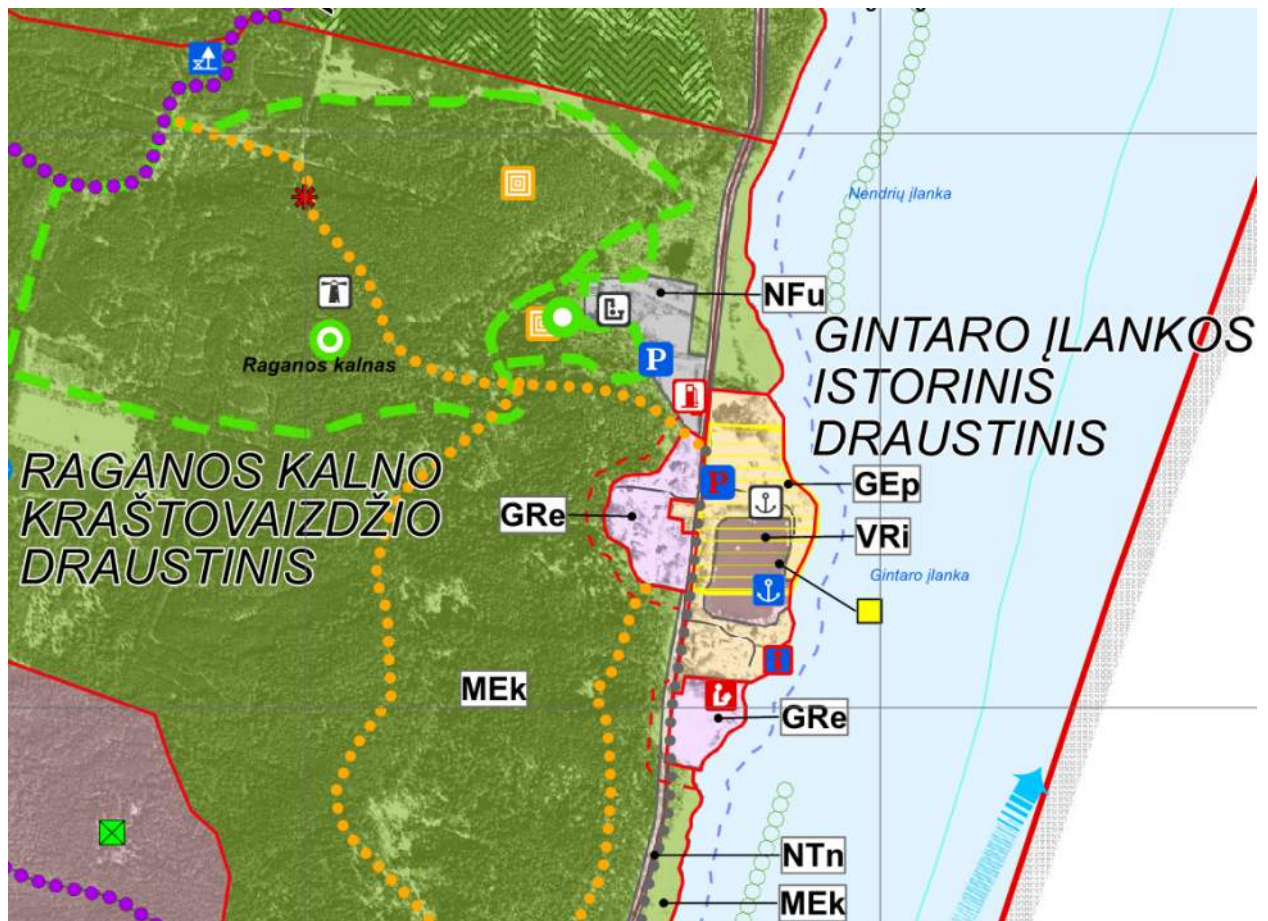 Nendrių įlanka
NFu
GINTARO ĮLANKOS
ISTORINIS
DRAUSTINIS
P
Raganos kalnas
RAGANOS KALNO
KRAŠTOVAIZDŽIO
DRAUSTINIS
GRe
P
GEp
VRi
Gintaro įlanka
i
MEk
GRe
NTn
MEk